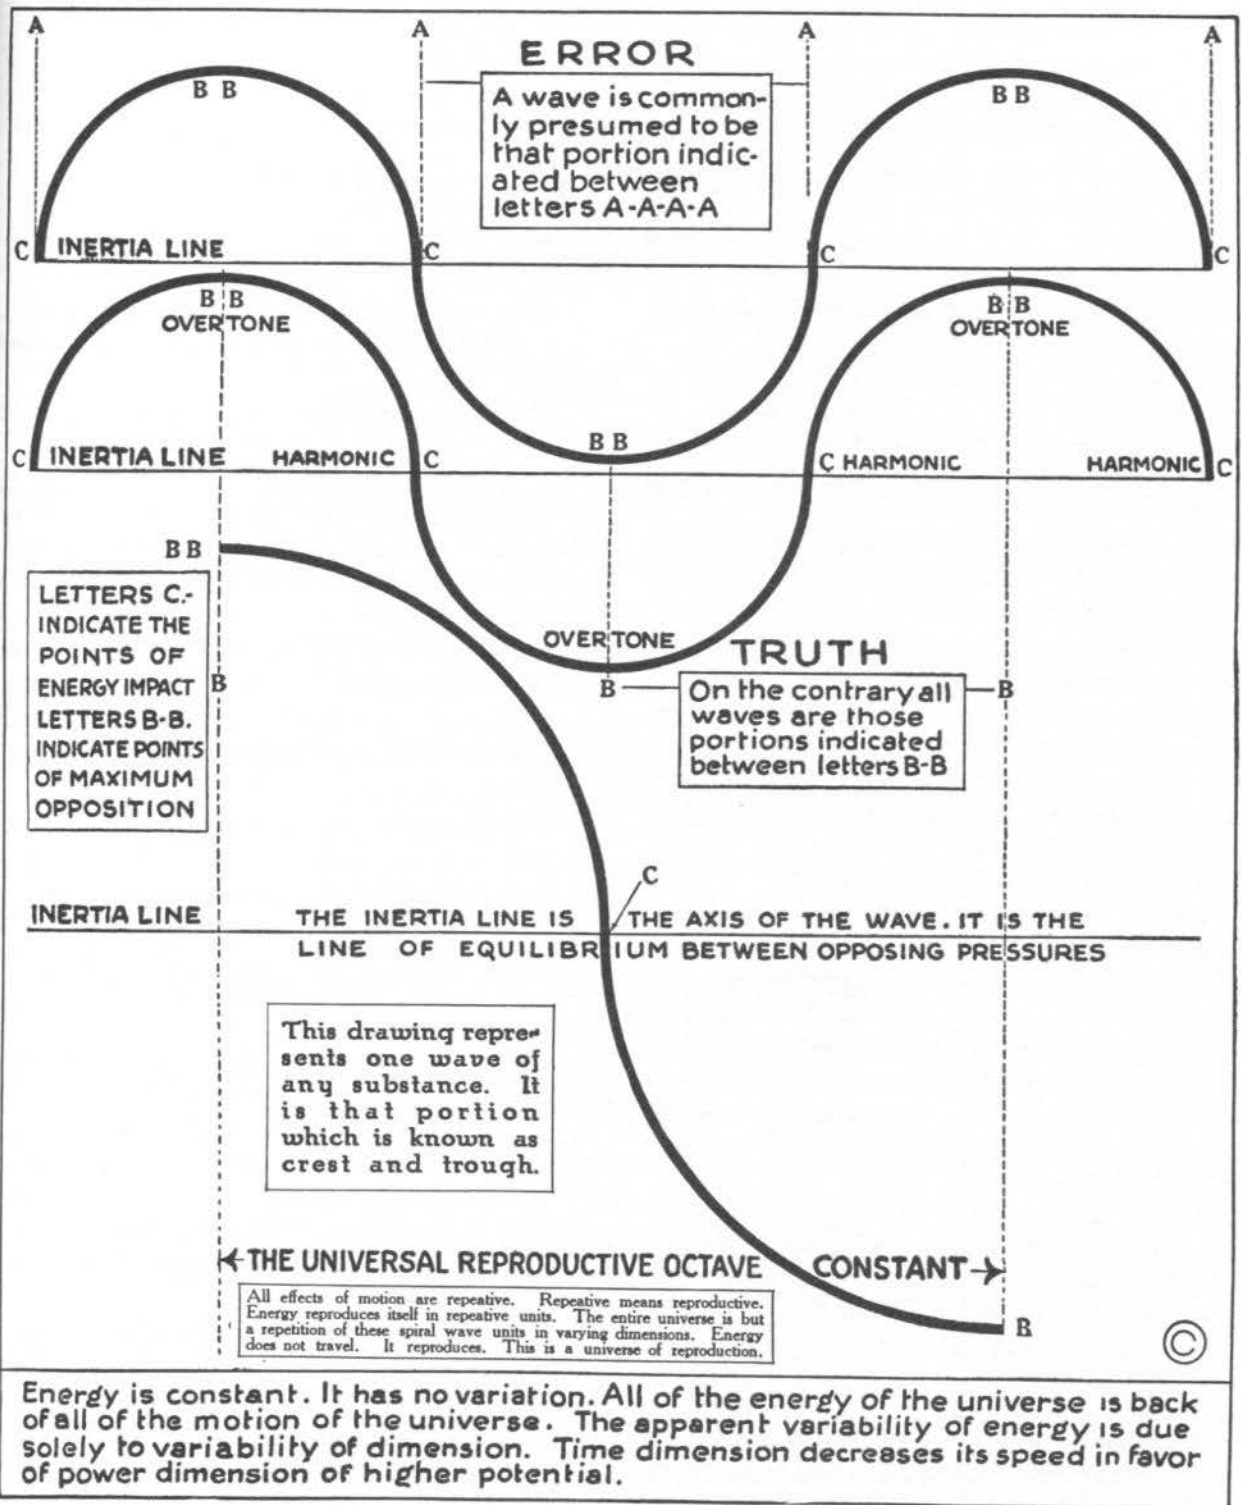 A A A A
ERROR
B B
B B
A wave is common-
ly presumed to be
that portion indic-
ated between
letters A-A-A-A
C INERTIA LINE C C C
B B
OVERTONE
B B
OVERTONE
B B
C INERTIA LINE HARMONIC C C HARMONIC HARMONIC C
B B
LETTERS C.-
INDICATE THE
POINTS OF
ENERGY IMPACT
LETTERS B-B.
INDICATE POINTS
OF MAXIMUM
OPPOSITION
B
OVERTONE
TRUTH
B B
On the contrary all
waves are those
portions indicated
between letters B-B
C
INERTIA LINE THE INERTIA LINE IS THE AXIS OF THE WAVE. IT IS THE
LINE OF EQUILIBRIUM BETWEEN OPPOSING PRESSURES
This drawing repre-
sents one wave of
any substance. It
is that portion
which is known as
crest and trough.
THE UNIVERSAL REPRODUCTIVE OCTAVE CONSTANT
All effects of motion are repeative. Repeative means reproductive.
Energy reproduces itself in repeative units. The entire universe is but
a repetition of these spiral wave units in varying dimensions. Energy
does not travel. It reproduces. This is a universe of reproduction.
B
©
Energy is constant. It has no variation. All of the energy of the universe is back
of all of the motion of the universe. The apparent variability of energy is due
solely to variability of dimension. Time dimension decreases its speed in favor
of power dimension of higher potential.